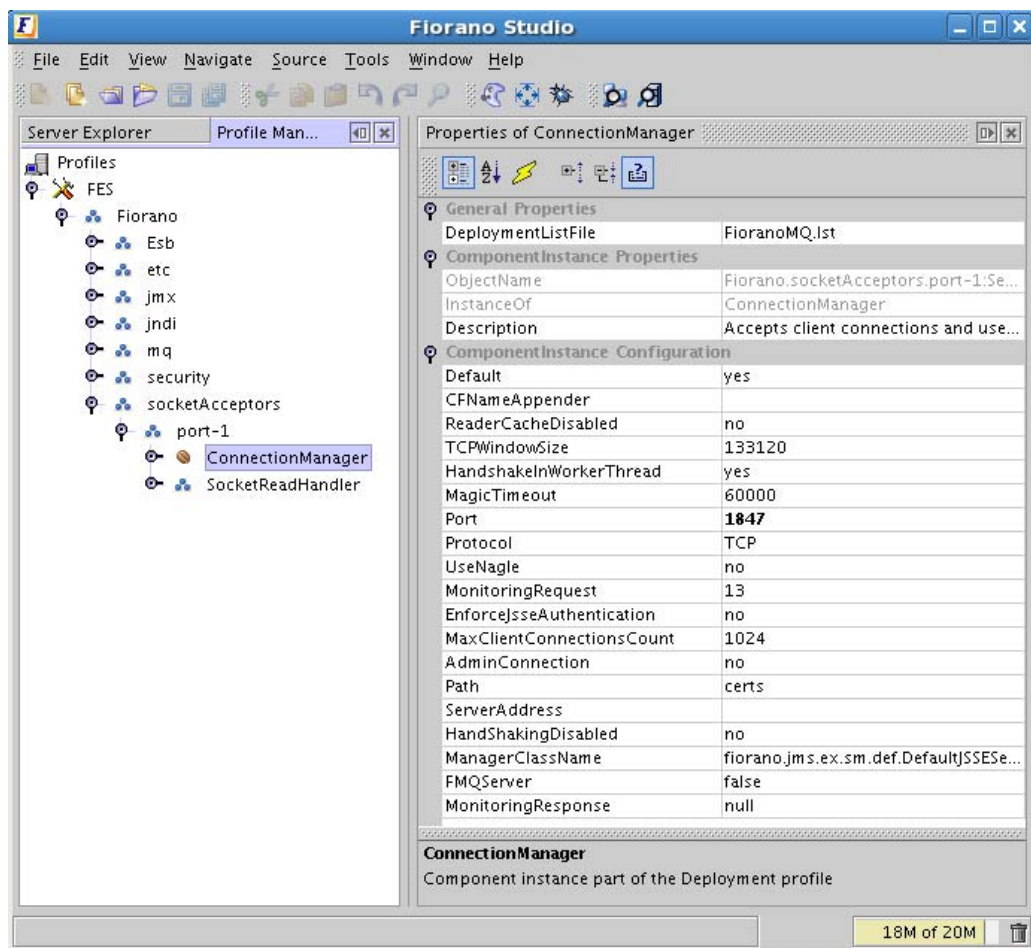 Fiorano Studio
File Edit View Navigate Source Tools Window Help
Server Explorer
Profile Man...
Profiles
FES
Fiorano
Esb
etc
jmx
jndi
mq
security
socketAcceptors
port-1
ConnectionManager
SocketReadHandler
Properties of ConnectionManager
General Properties
DeploymentListFile FioranoMQ.lst
ComponentInstance Properties
ObjectName Fiorano.socketAcceptors.port-1:Se...
InstanceOf ConnectionManager
Description Accepts client connections and use...
ComponentInstance Configuration
Default yes
CFNameAppender
ReaderCacheDisabled no
TCPWindowSize 133120
HandshakeInWorkerThread yes
MagicTimeout 60000
Port 1847
Protocol TCP
UseNagle no
MonitoringRequest 13
EnforceJsseAuthentication no
MaxClientConnectionsCount 1024
AdminConnection no
Path certs
ServerAddress
HandShakingDisabled no
ManagerClassName fiorano.jms.ex.sm.def.DefaultJSSESe...
FMQServer false
MonitoringResponse null
ConnectionManager
Component instance part of the Deployment profile
18M of 20M